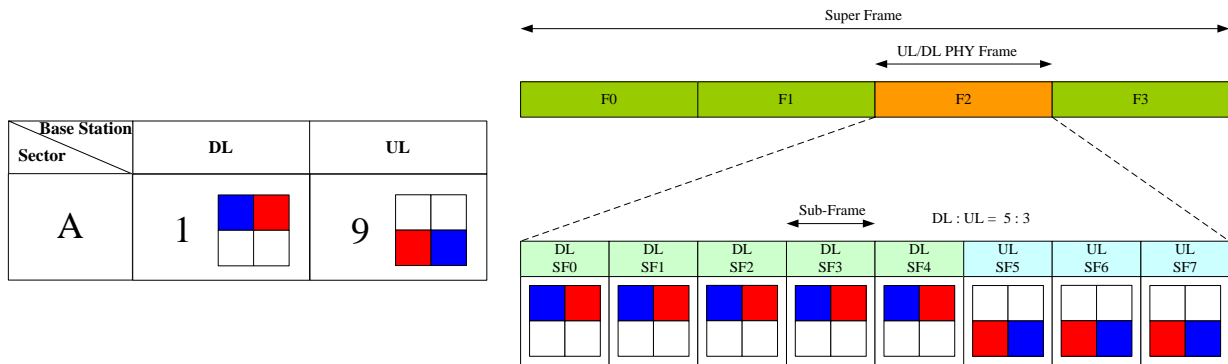 Base Station
Sector
DL
UL
A
1
9
Super Frame
UL/DL PHY Frame
F0
F1
F2
F3
Sub-Frame
DL : UL = 5 : 3
DL SF0
DL SF1
DL SF2
DL SF3
DL SF4
UL SF5
UL SF6
UL SF7